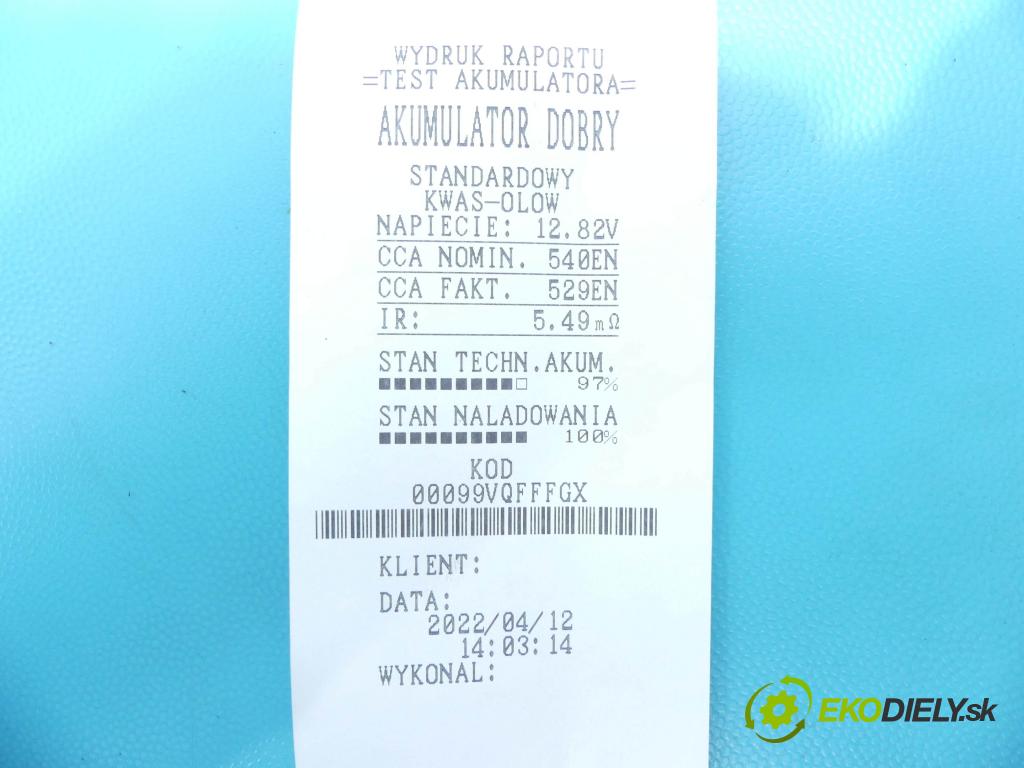 WYDRUK RAPORTU
=TEST AKUMULATORA=
AKUMULATOR DOBRY
STANDARDOWY
KWAS-OLOW
NAPIECIE: 12.82V
CCA NOMIN. 540EN
CCA FAKT. 529EN
IR: 5.49mΩ
STAN TECHN.AKUM.
97%
STAN NALADOWANIA
100%
KOD
00099VQFFFGX
KLIENT:
DATA:
2022/04/12
14:03:14
WYKONAL:
EKODIELY.sk